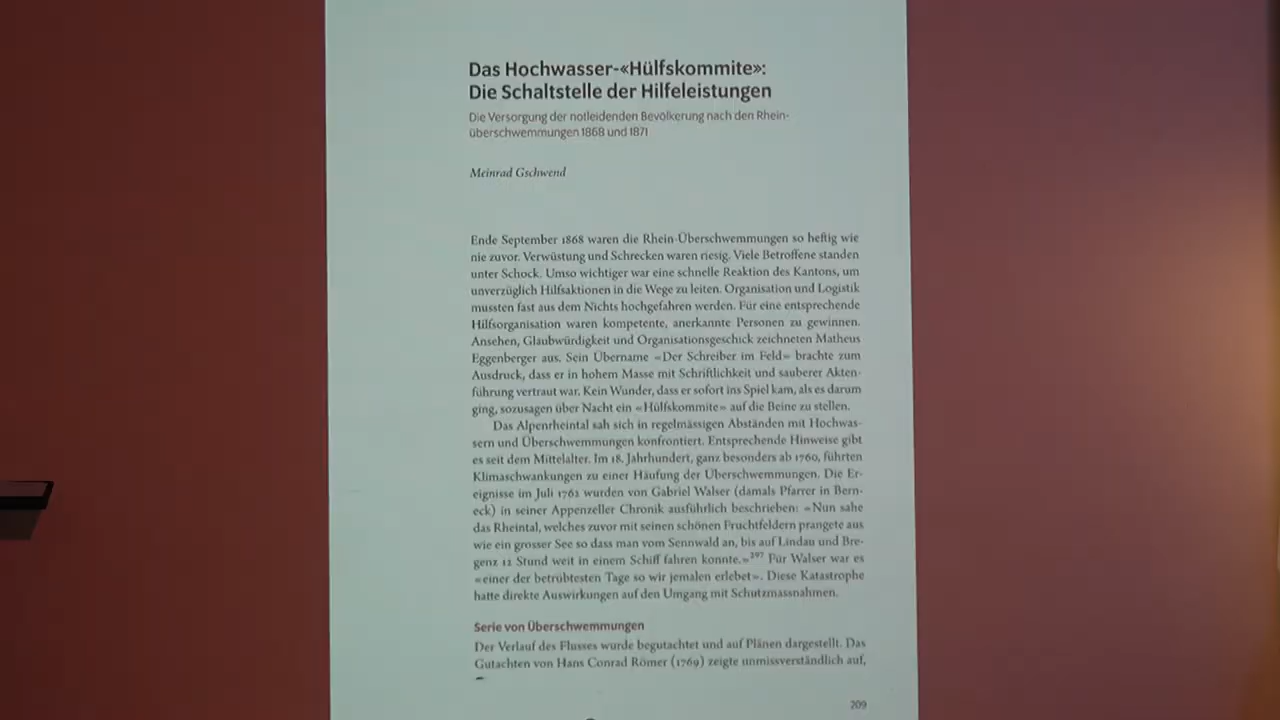 Das Hochwasser-«Hülfskommite»:
Die Schaltstelle der Hilfeleistungen
Die Versorgung der notleidenden Bevölkerung nach den Rhein-
überschwemmungen 1868 und 1871
Meinrad Gschwend
Ende September 1868 waren die Rhein-Überschwemmungen so heftig wie
nie zuvor. Verwüstung und Schrecken waren riesig. Viele Betroffene standen
unter Schock. Umso wichtiger war eine schnelle Reaktion des Kantons, um
unverzüglich Hilfsaktionen in die Wege zu leiten. Organisation und Logistik
mussten fast aus dem Nichts hochgefahren werden. Für eine entsprechende
Hilfsorganisation waren kompetente, anerkannte Personen zu gewinnen.
Ansehen, Glaubwürdigkeit und Organisationsgeschick zeichneten Matheus
Eggenberger aus. Sein Übername «Der Schreiber im Feld» brachte zum
Ausdruck, dass er in hohem Masse mit Schriftlichkeit und sauberer Akten-
führung vertraut war. Kein Wunder, dass er sofort ins Spiel kam, als es darum
ging, sozusagen über Nacht ein «Hülfskommite» auf die Beine zu stellen.
Das Alpenrheintal sah sich in regelmässigen Abständen mit Hochwas-
sern und Überschwemmungen konfrontiert. Entsprechende Hinweise gibt
es seit dem Mittelalter. Im 18. Jahrhundert, ganz besonders ab 1760, führten
Klimaschwankungen zu einer Häufung der Überschwemmungen. Die Er-
eignisse im Juli 1762 wurden von Gabriel Walser (damals Pfarrer in Bern-
eck) in seiner Appenzeller Chronik ausführlich beschrieben: «Nun sahe
das Rheintal, welches zuvor mit seinen schönen Fruchtfeldern prangete aus
wie ein grosser See so dass man vom Sennwald an, bis auf Lindau und Bre-
genz 12 Stund weit in einem Schiff fahren konnte.»²⁹⁷ Für Walser war es
«einer der betrübtesten Tage so wir jemalen erlebet». Diese Katastrophe
hatte direkte Auswirkungen auf den Umgang mit Schutzmassnahmen.
Serie von Überschwemmungen
Der Verlauf des Flusses wurde begutachtet und auf Plänen dargestellt. Das
Gutachten von Hans Conrad Römer (1769) zeigte unmissverständlich auf,
209